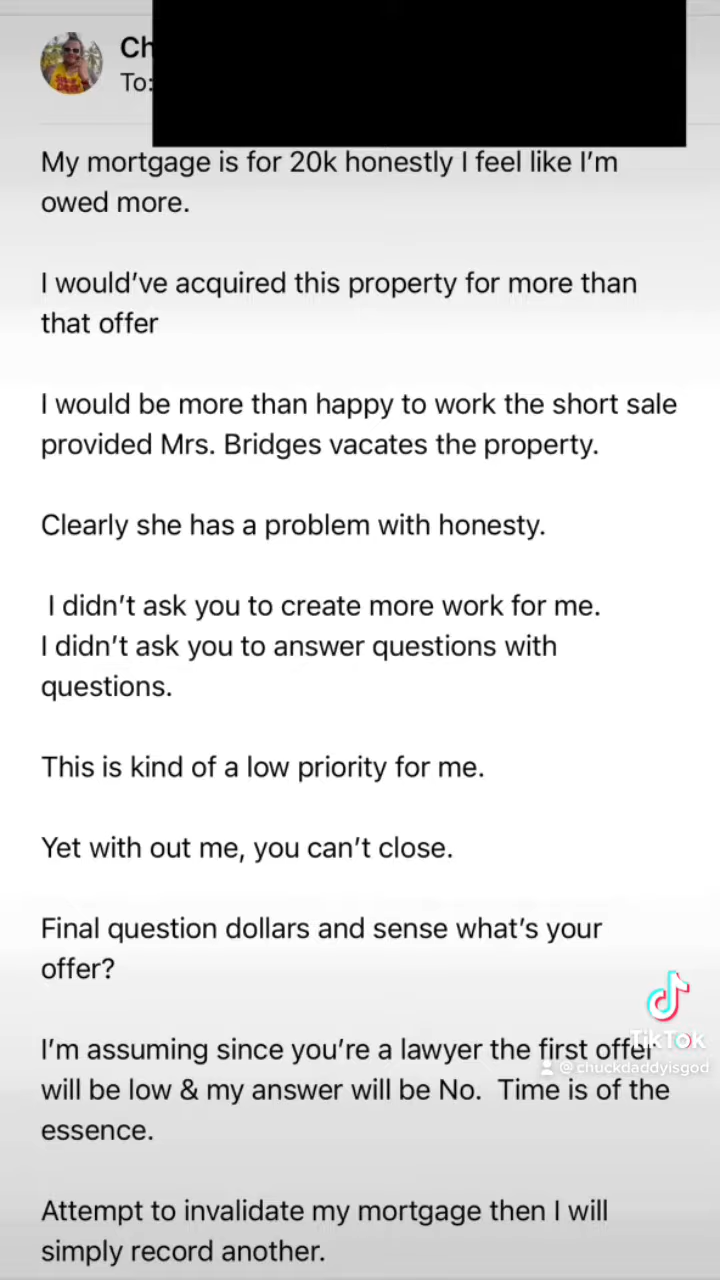 Ch
To:
My mortgage is for 20k honestly I feel like I'm
owed more.
I would've acquired this property for more than
that offer
I would be more than happy to work the short sale
provided Mrs. Bridges vacates the property.
Clearly she has a problem with honesty.
I didn't ask you to create more work for me.
I didn't ask you to answer questions with
questions.
This is kind of a low priority for me.
Yet with out me, you can't close.
Final question dollars and sense what's your
offer?
I'm assuming since you're a lawyer the first offer
will be low & my answer will be No.  Time is of the
essence.
Attempt to invalidate my mortgage then I will
simply record another.
TikTok
@chuckdaddyisgod